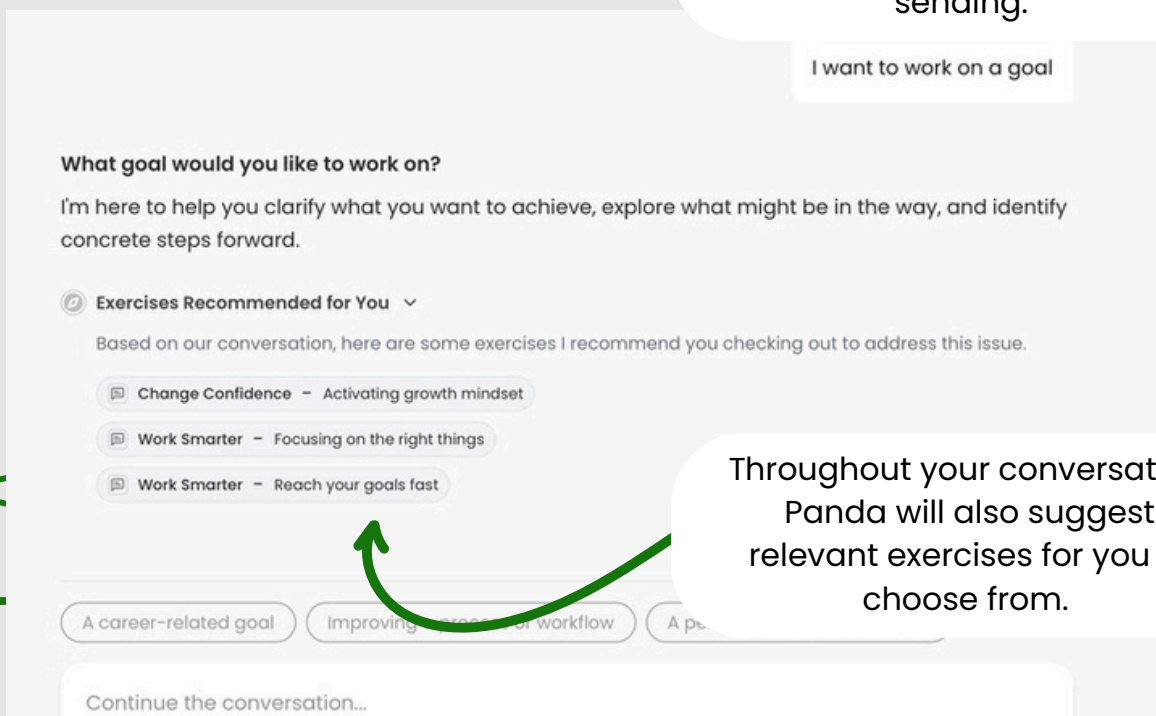 sending.
I want to work on a goal
What goal would you like to work on?
I'm here to help you clarify what you want to achieve, explore what might be in the way, and identify
concrete steps forward.
Exercises Recommended for You
Based on our conversation, here are some exercises I recommend you checking out to address this issue.
Change Confidence – Activating growth mindset
Work Smarter – Focusing on the right things
Work Smarter – Reach your goals fast
Throughout your conversat
Panda will also suggest
relevant exercises for you
choose from.
A career-related goal
Improving a process or workflow
A pe
Continue the conversation...